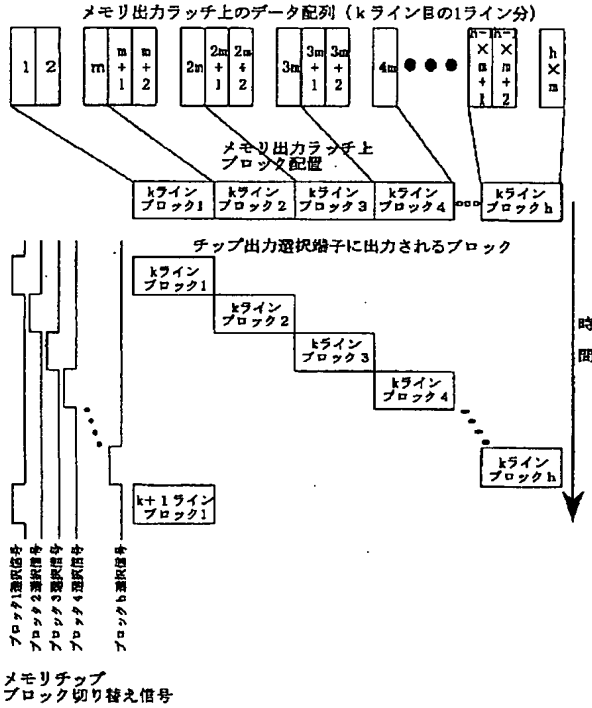 メモリ出力ラッチ上のデータ配列(kライン目の1ライン分)
1 2 m m+1 m+2 2m 2m+1 2m+2 3m 3m+1 3m+2 4m ●●● h-1×m+1 h-1×m+2 h×m
メモリ出力ラッチ上
ブロック配置
kライン
ブロック1
kライン
ブロック2
kライン
ブロック3
kライン
ブロック4
kライン
ブロックh
チップ出力選択端子に出力されるブロック
kライン
ブロック1
kライン
ブロック2
kライン
ブロック3
kライン
ブロック4
kライン
ブロックh
k+1ライン
ブロック1
時間
ブロック1選択信号
ブロック2選択信号
ブロック3選択信号
ブロック4選択信号
ブロックh選択信号
メモリチップ
ブロック切り替え信号